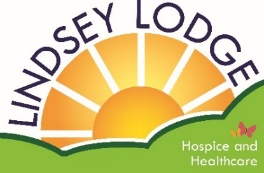 LINDSEY LODGE
Hospice and
Healthcare